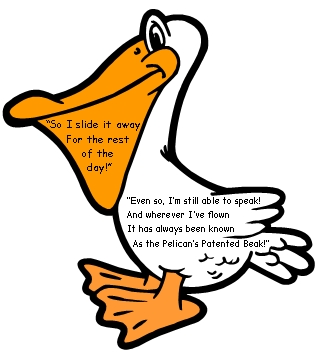 "So I slide it away
For the rest
of the
day!"
"Even so, I'm still able to speak!
And wherever I've flown
It has always been known
As the Pelican's Patented Beak!"